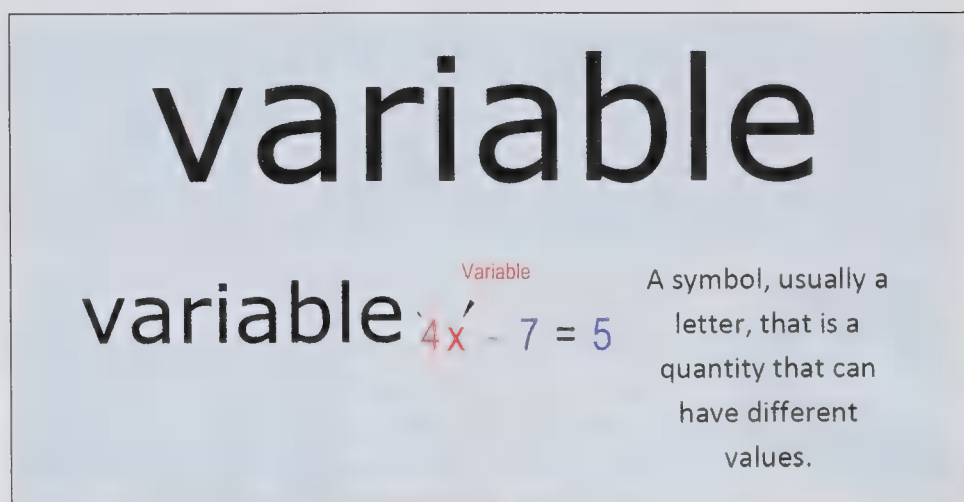 variable
variable
Variable
4x - 7 = 5
A symbol, usually a
letter, that is a
quantity that can
have different
values.